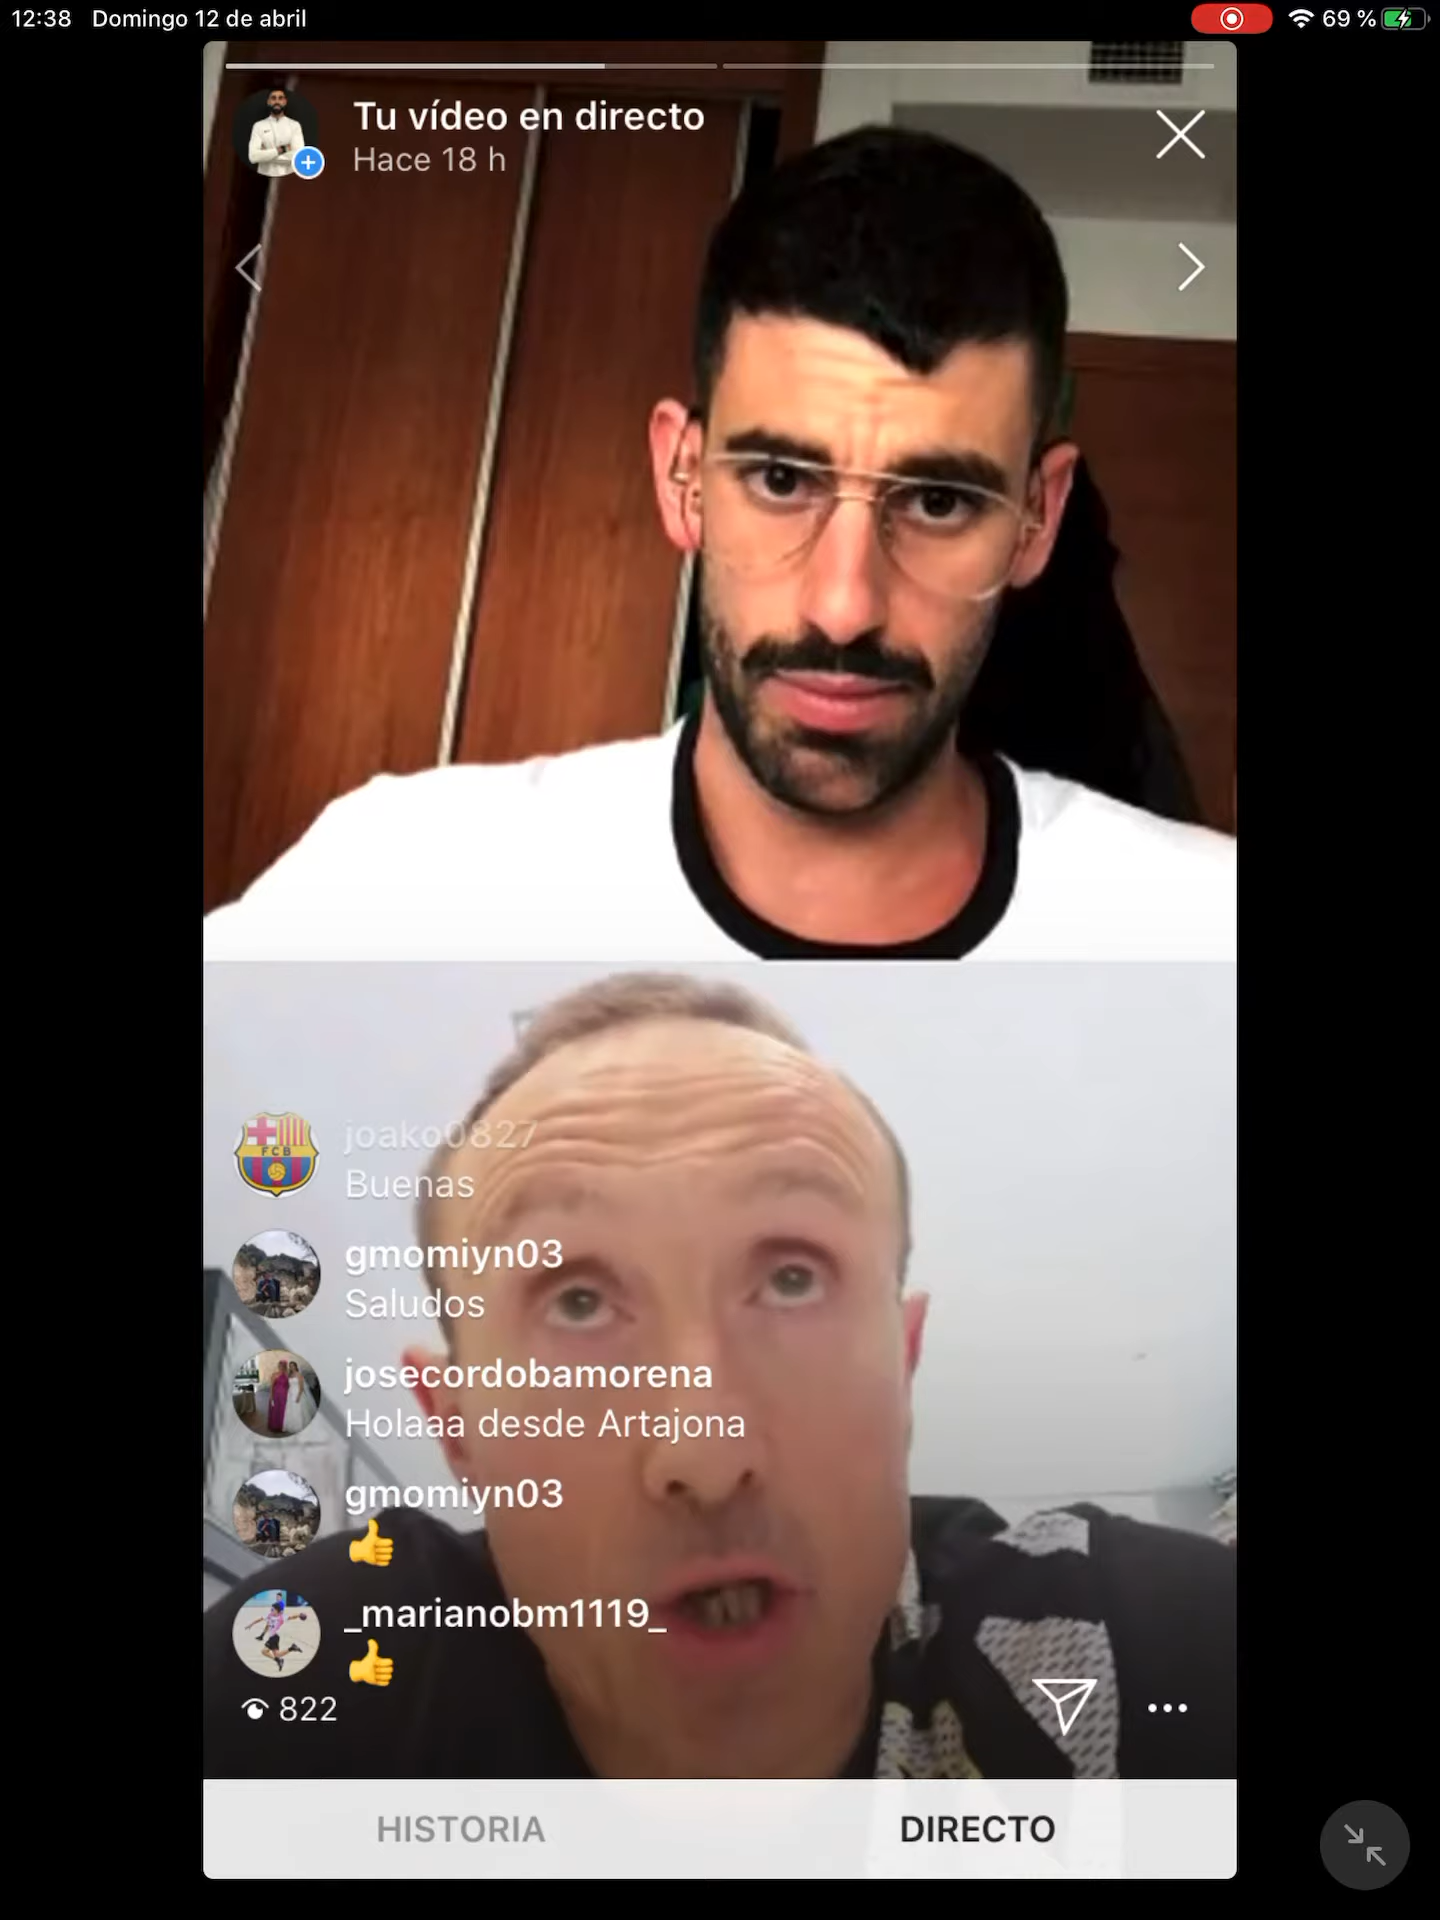 12:38 Domingo 12 de abril
69 %
Tu vídeo en directo
Hace 18 h
FCB
joako0827
Buenas
gmomiyn03
Saludos
josecordobamorena
Holaaa desde Artajona
gmomiyn03
👍
_marianobm1119_
👍
822
HISTORIA
DIRECTO